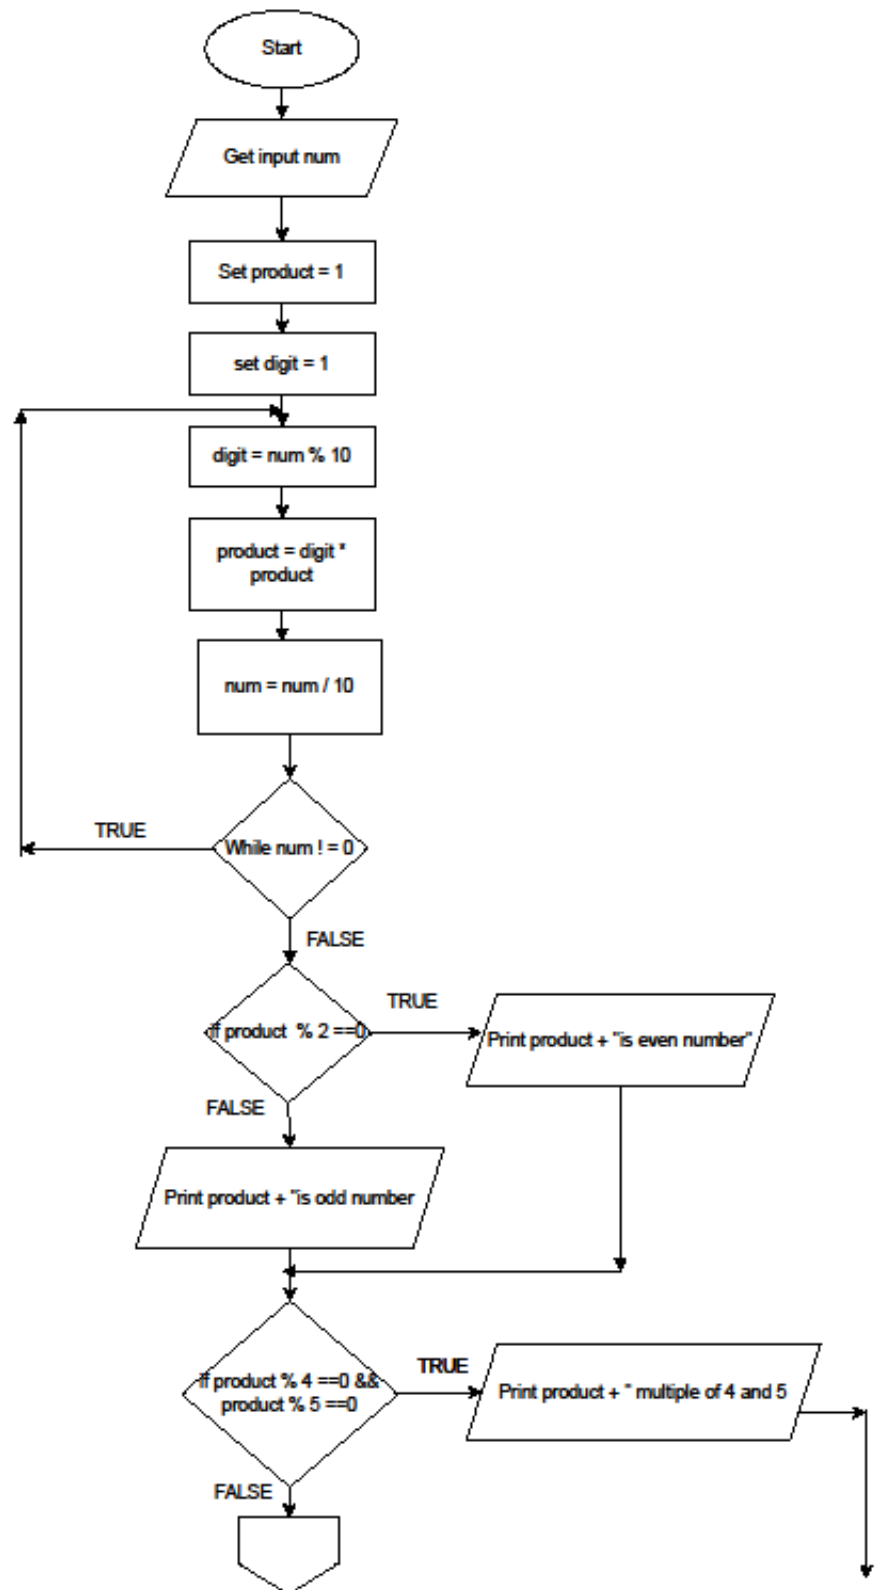 Start
Get input num
Set product = 1
set digit = 1
digit = num % 10
product = digit *
product
num = num / 10
While num ! = 0
TRUE
FALSE
If product % 2 ==0
TRUE
Print product + "is even number"
FALSE
Print product + "is odd number
If product % 4 ==0 &&
product % 5 ==0
TRUE
Print product + " multiple of 4 and 5
FALSE